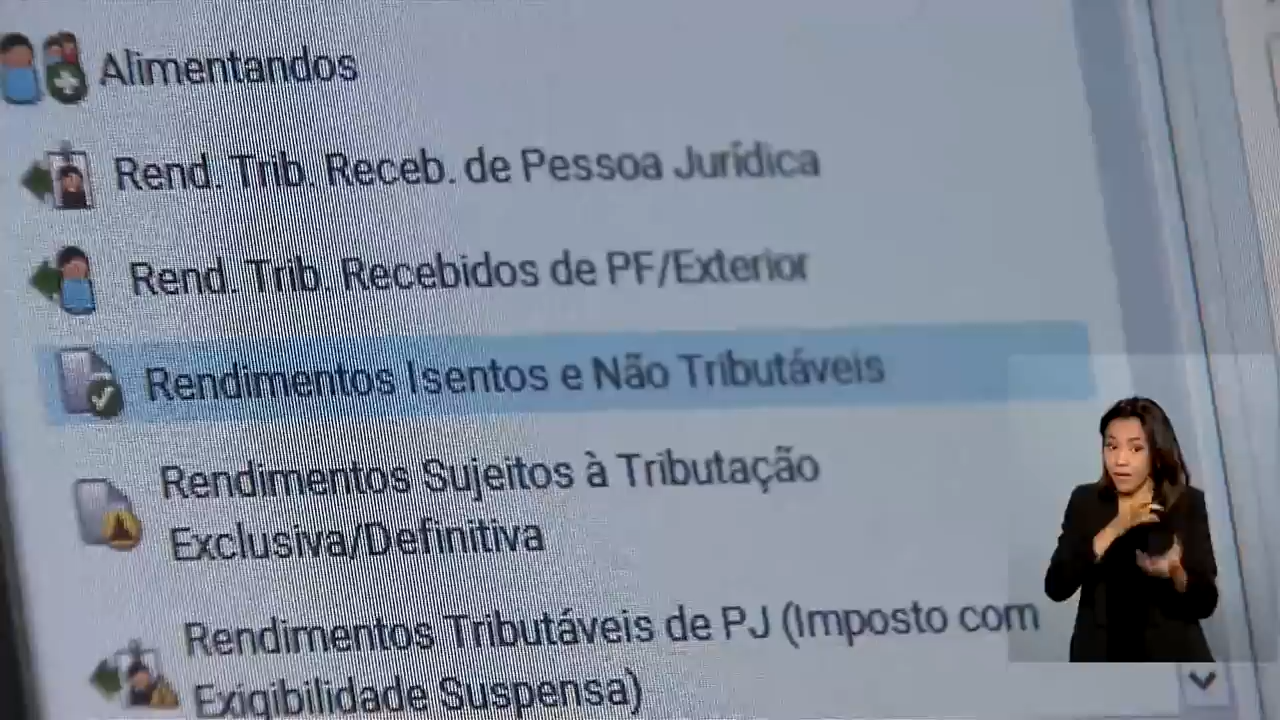 Alimentandos
Rend. Trib. Receb. de Pessoa Jurídica
Rend. Trib. Recebidos de PF/Exterior
Rendimentos Isentos e Não Tributáveis
Rendimentos Sujeitos à Tributação
Exclusiva/Definitiva
Rendimentos Tributáveis de PJ (Imposto com
Exigibilidade Suspensa)